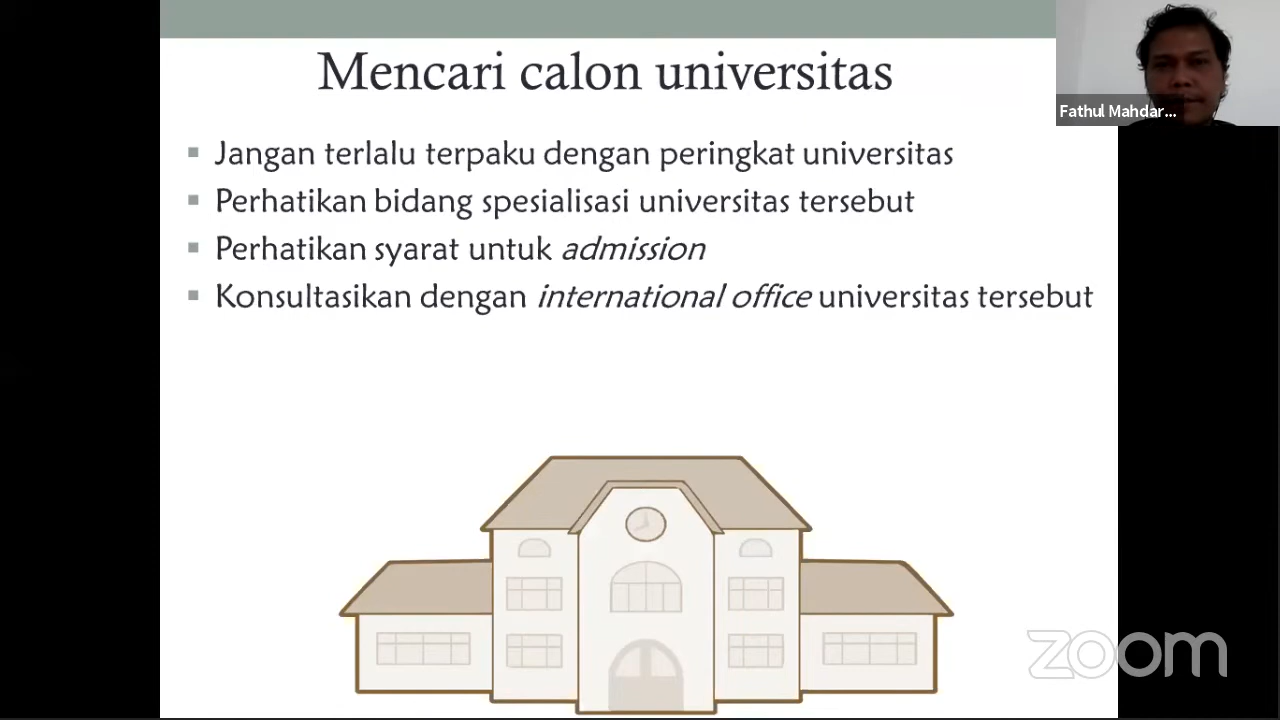 Mencari calon universitas
Fathul Mahdar...
Jangan terlalu terpaku dengan peringkat universitas
Perhatikan bidang spesialisasi universitas tersebut
Perhatikan syarat untuk admission
Konsultasikan dengan international office universitas tersebut
zoom